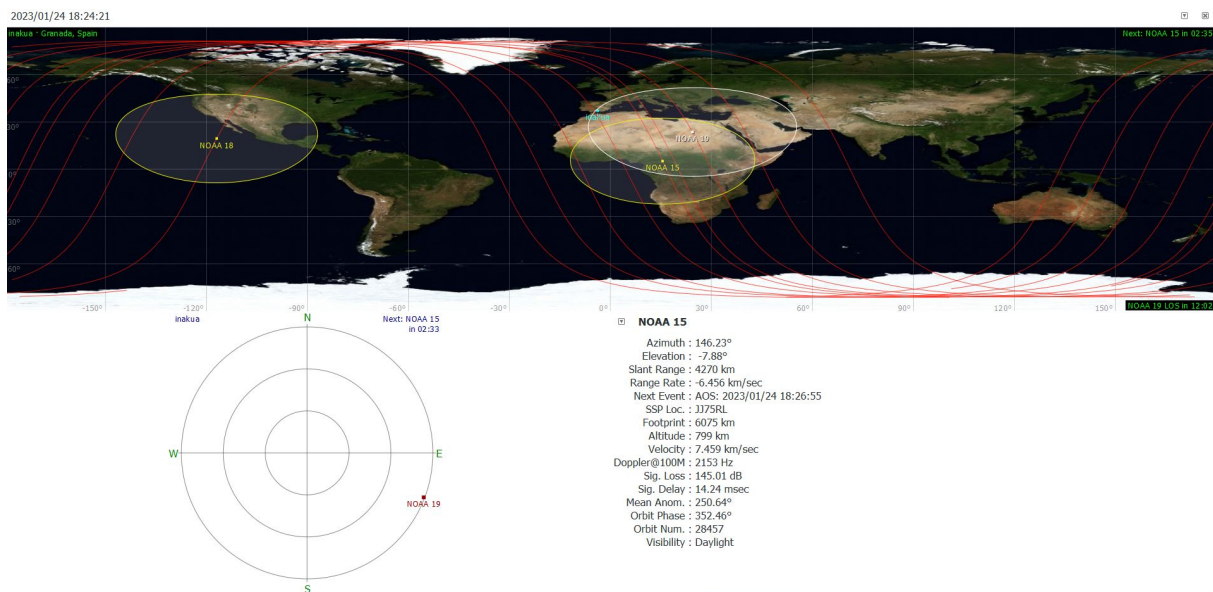 2023/01/24 18:24:21
inakua - Granada, Spain
Next: NOAA 15 in 02:35
60°
30°
0°
30°
60°
inakua
NOAA 18
NOAA 19
NOAA 15
-150°
-120°
-90°
-60°
-30°
0°
30°
60°
90°
120°
150°
NOAA 19 LOS in 12:02
inakua
Next: NOAA 15
in 02:33
N
W
E
S
NOAA 19
NOAA 15
Azimuth : 146.23°
Elevation : -7.88°
Slant Range : 4270 km
Range Rate : -6.456 km/sec
Next Event : AOS: 2023/01/24 18:26:55
SSP Loc. : JJ75RL
Footprint : 6075 km
Altitude : 799 km
Velocity : 7.459 km/sec
Doppler@100M : 2153 Hz
Sig. Loss : 145.01 dB
Sig. Delay : 14.24 msec
Mean Anom. : 250.64°
Orbit Phase : 352.46°
Orbit Num. : 28457
Visibility : Daylight